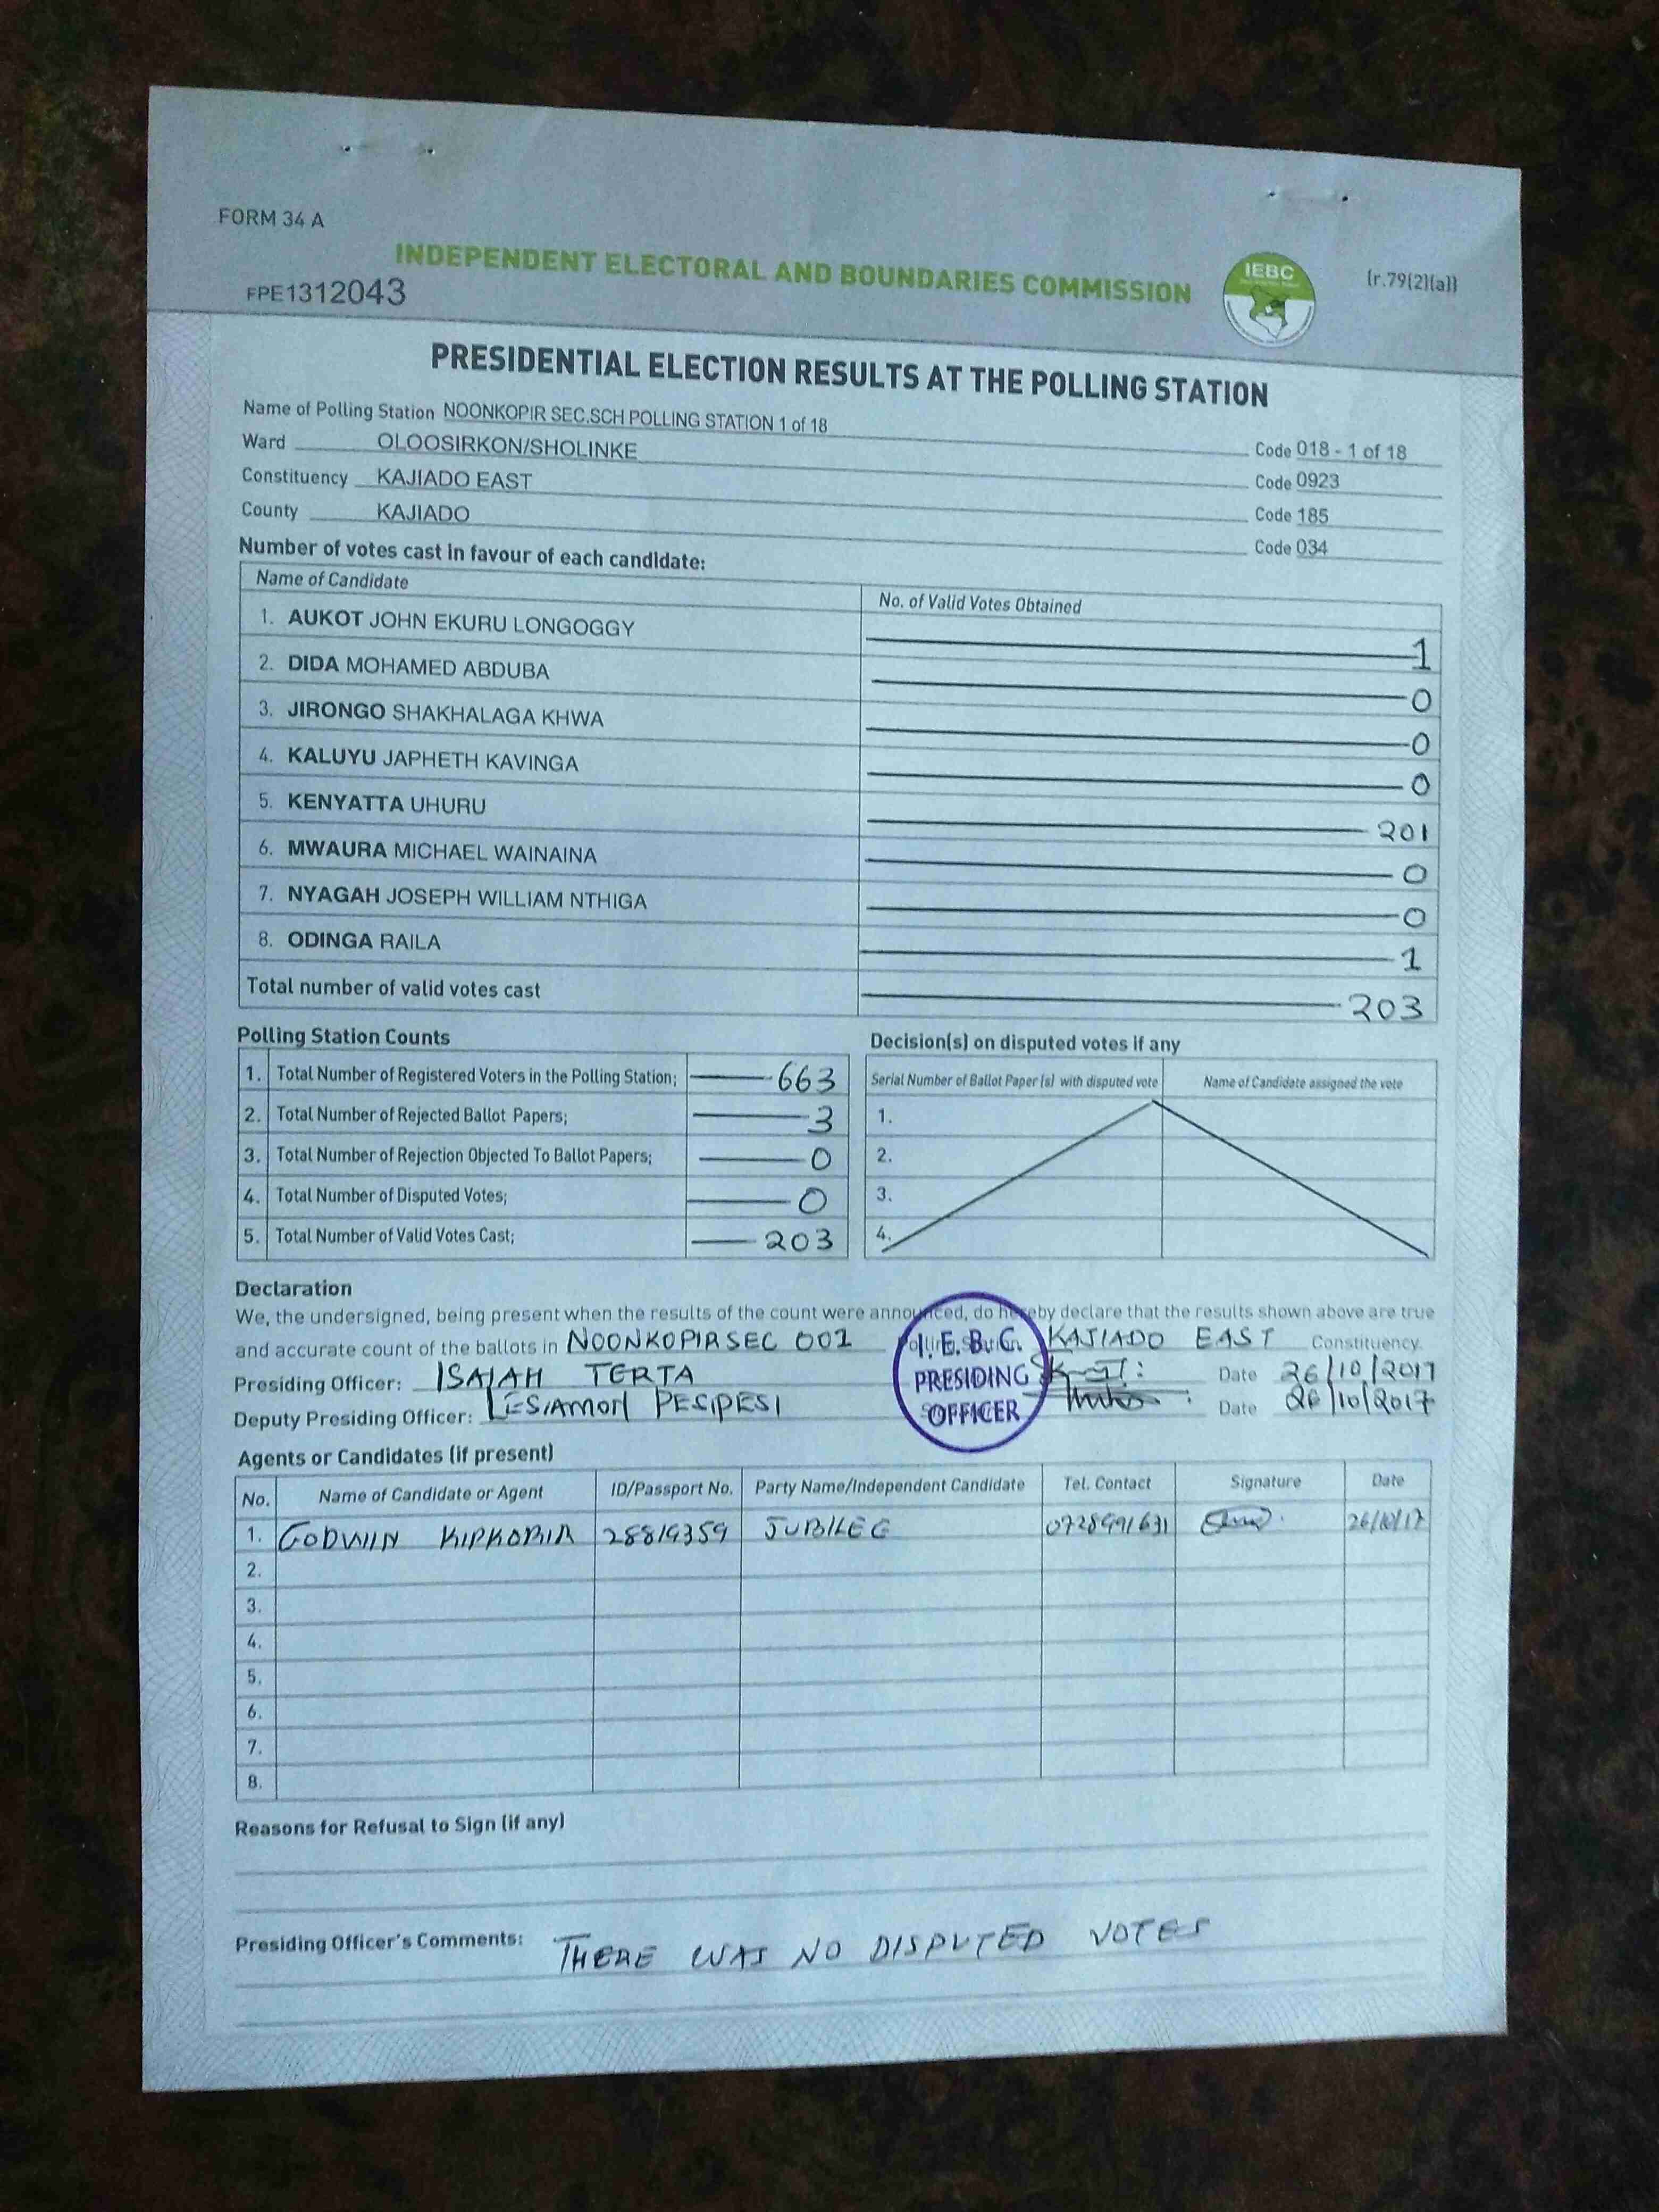 FORM 34 A
INDEPENDENT ELECTORAL AND BOUNDARIES COMMISSION
IEBC
(r.79(2)(a))
FPE1312043
PRESIDENTIAL ELECTION RESULTS AT THE POLLING STATION
Name of Polling Station NOONKOPIR SEC.SCH POLLING STATION 1 of 18 Code 018 - 1 of 18
Ward OLOOSIRKON/SHOLINKE Code 0923
Constituency KAJIADO EAST Code 185
County KAJIADO Code 034
Number of votes cast in favour of each candidate:
Name of Candidate No. of Valid Votes Obtained
1. AUKOT JOHN EKURU LONGOGGY 1
2. DIDA MOHAMED ABDUBA 0
3. JIRONGO SHAKHALAGA KHWA 0
4. KALUYU JAPHETH KAVINGA 0
5. KENYATTA UHURU 201
6. MWAURA MICHAEL WAINAINA 0
7. NYAGAH JOSEPH WILLIAM NTHIGA 0
8. ODINGA RAILA 1
Total number of valid votes cast 203
Polling Station Counts
1. Total Number of Registered Voters in the Polling Station; 663
2. Total Number of Rejected Ballot Papers; 3
3. Total Number of Rejection Objected To Ballot Papers; 0
4. Total Number of Disputed Votes; 0
5. Total Number of Valid Votes Cast; 203
Decision(s) on disputed votes if any
Serial Number of Ballot Paper(s) with disputed vote Name of Candidate assigned the vote
1.
2.
3.
4.
Declaration
We, the undersigned, being present when the results of the count were announced, do hereby declare that the results shown above are true
and accurate count of the ballots in NOONKOPIR SEC 001 KAJIADO EAST Constituency.
Presiding Officer: ISAIAH TERTA Date 26/10/2017
Deputy Presiding Officer: LESIAMON PESIPESI Date 26/10/2017
I.E.B.C.
PRESIDING
OFFICER
Agents or Candidates (if present)
No. Name of Candidate or Agent ID/Passport No. Party Name/Independent Candidate Tel. Contact Signature Date
1. GODWIN KIPKORIR 28819359 JUBILEE 0728991631 26/10/17
2.
3.
4.
5.
6.
7.
8.
Reasons for Refusal to Sign (if any)
Presiding Officer's Comments: THERE WAS NO DISPUTED VOTES